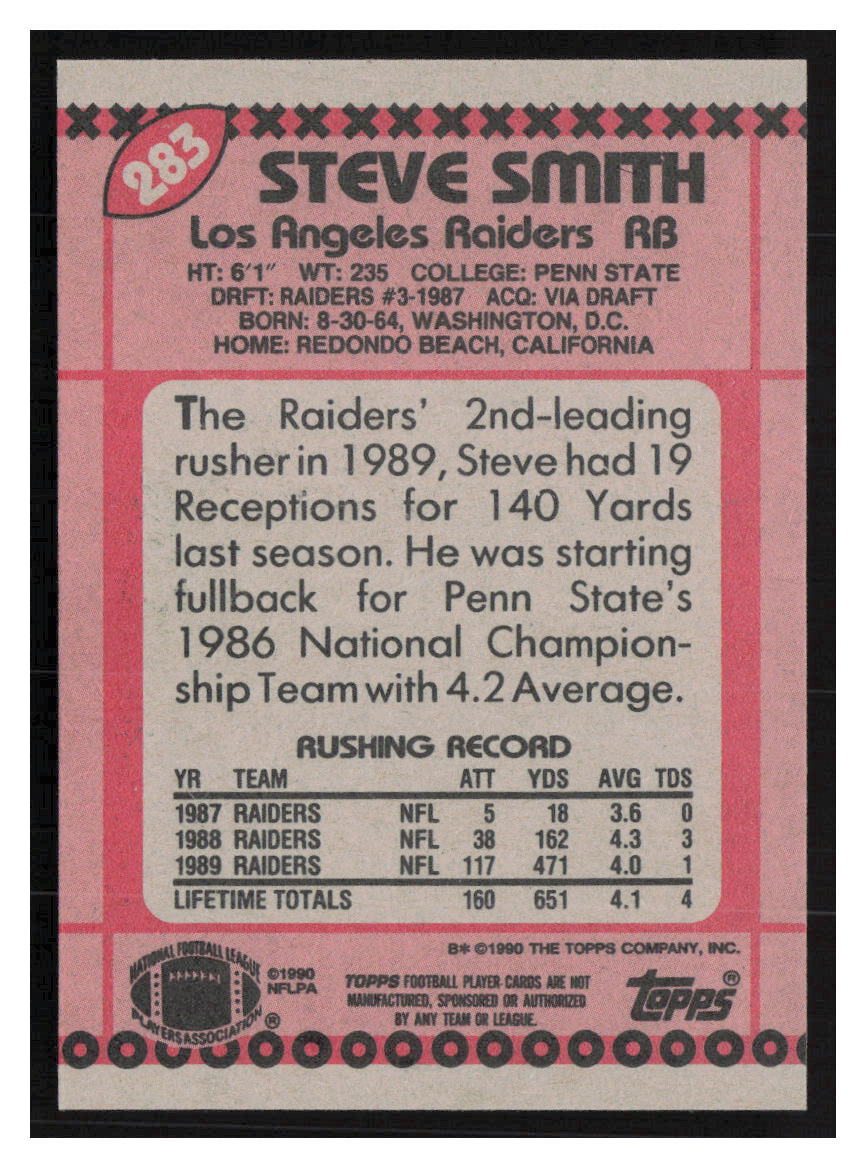 283
STEVE SMITH
Los Angeles Raiders RB
HT: 6'1" WT: 235 COLLEGE: PENN STATE
DRFT: RAIDERS #3-1987 ACQ: VIA DRAFT
BORN: 8-30-64, WASHINGTON, D.C.
HOME: REDONDO BEACH, CALIFORNIA
The Raiders' 2nd-leading
rusher in 1989, Steve had 19
Receptions for 140 Yards
last season. He was starting
fullback for Penn State's
1986 National Champion-
ship Team with 4.2 Average.
RUSHING RECORD
YR TEAM ATT YDS AVG TDS
1987 RAIDERS NFL 5 18 3.6 0
1988 RAIDERS NFL 38 162 4.3 3
1989 RAIDERS NFL 117 471 4.0 1
LIFETIME TOTALS 160 651 4.1 4
B* ©1990 THE TOPPS COMPANY, INC.
NATIONAL FOOTBALL LEAGUE
PLAYERS ASSOCIATION ®
©1990
NFLPA
TOPPS FOOTBALL PLAYER CARDS ARE NOT
MANUFACTURED, SPONSORED OR AUTHORIZED
BY ANY TEAM OR LEAGUE.
topps®